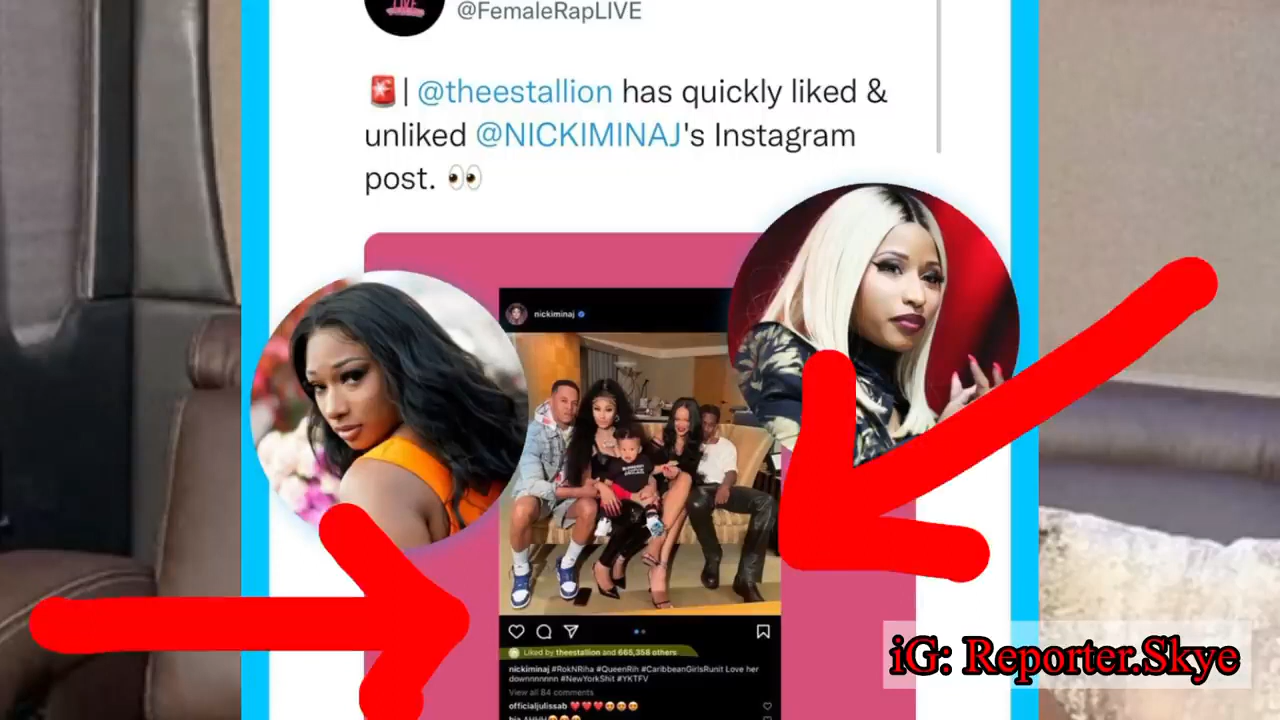 LIVE
@FemaleRapLIVE
🚨| @theestallion has quickly liked &
unliked @NICKIMINAJ's Instagram
post. 👀
nickiminaj
Liked by theestallion and 665,358 others
nickiminaj #RokNRiha #QueenRih #CaribbeanGirlsRunit Love her
downnnnnnn #NewYorkShit #YKTFV
View all 84 comments
officialjulissab ❤️❤️❤️🥺🥺🥺
iG: Reporter.Skye